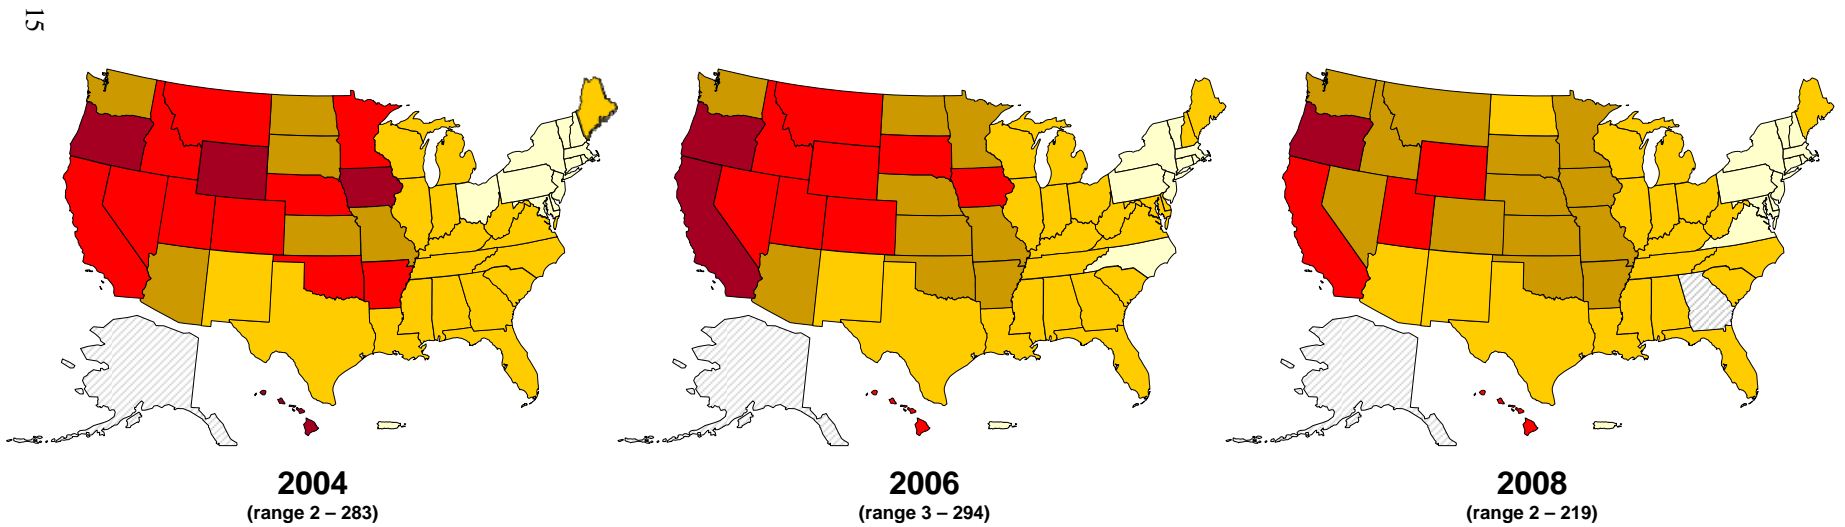 15
2004
(range 2 – 283)
2006
(range 3 – 294)
2008
(range 2 – 219)